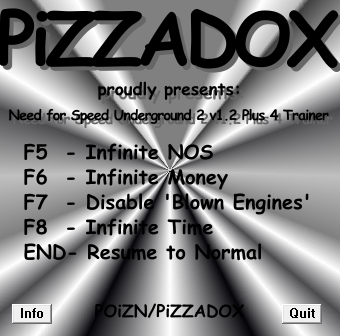 PiZZADOX
proudly presents:
Need for Speed Underground 2 v1.2 Plus 4 Trainer
F5 - Infinite NOS
F6 - Infinite Money
F7 - Disable 'Blown Engines'
F8 - Infinite Time
END- Resume to Normal
Info
POiZN/PiZZADOX
Quit